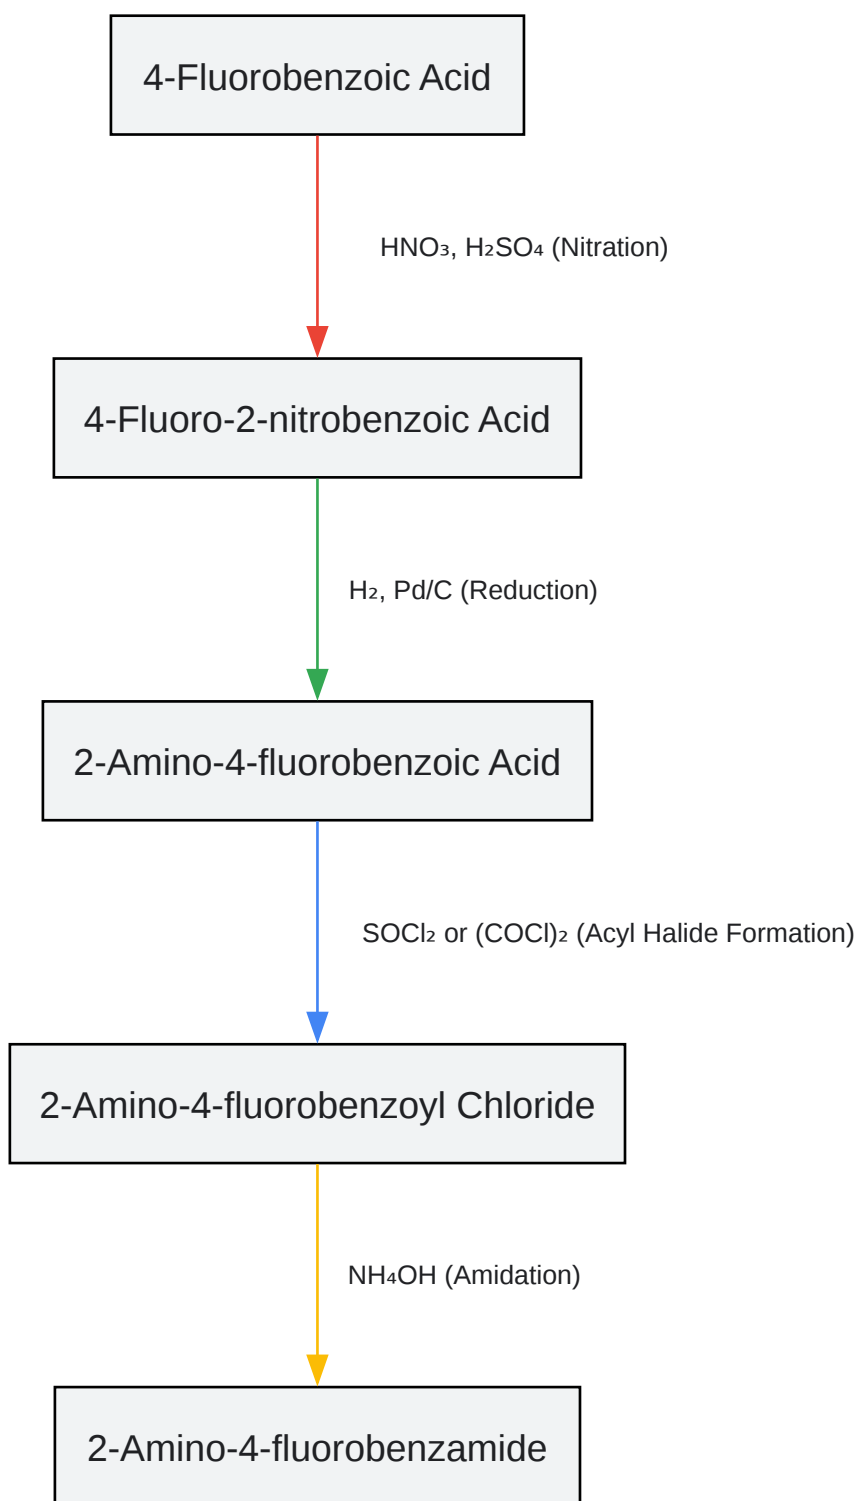 4-Fluorobenzoic Acid
HNO₃, H₂SO₄ (Nitration)
4-Fluoro-2-nitrobenzoic Acid
H₂, Pd/C (Reduction)
2-Amino-4-fluorobenzoic Acid
SOCl₂ or (COCl)₂ (Acyl Halide Formation)
2-Amino-4-fluorobenzoyl Chloride
NH₄OH (Amidation)
2-Amino-4-fluorobenzamide